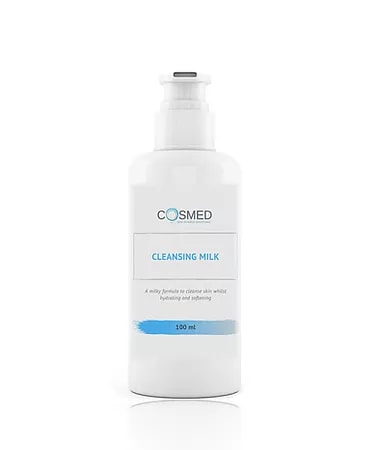 COSMED
CLEANSING MILK
A milky formula to cleanse skin whilst
hydrating and softening
100 ml